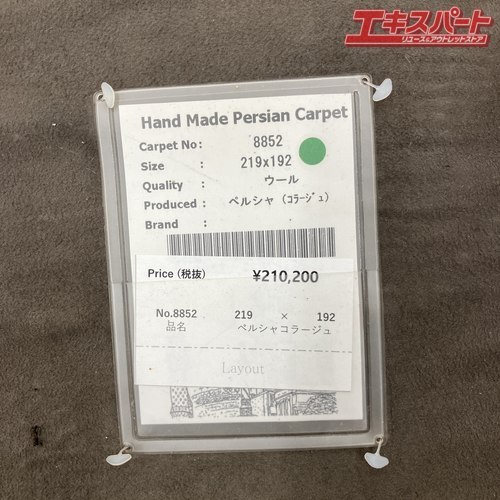 エキスパート
リユース&アウトレットストア
Hand Made Persian Carpet
Carpet No: 8852
Size : 219x192
Quality : ウール
Produced : ペルシャ (ｺﾗｰｼﾞｭ)
Brand :
Price (税抜) ¥210,200
No.8852 219 × 192
品名 ペルシャコラージュ
Layout